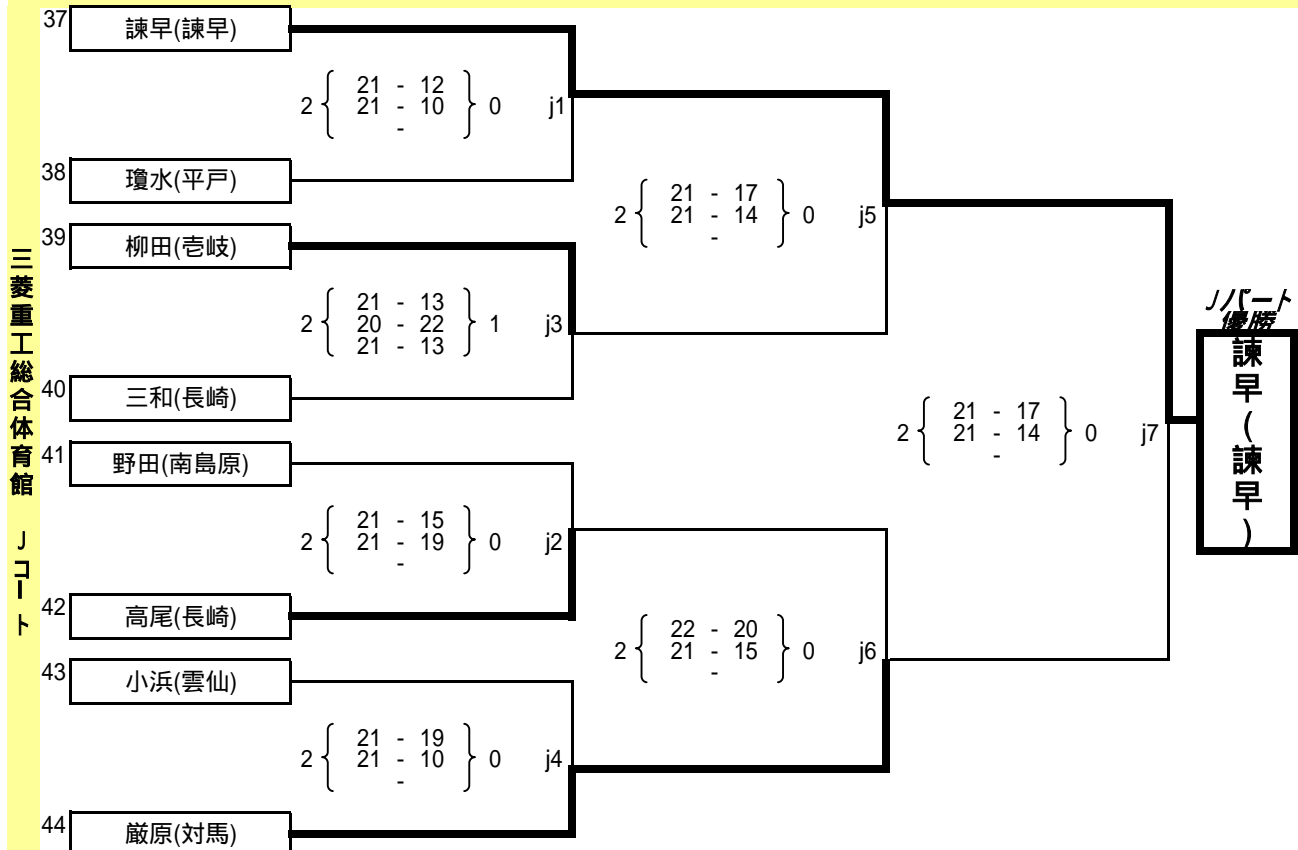 三菱重工総合体育館 Jコート
37 諫早(諫早)
2 21 - 12 0 j1
21 - 10
-
38 瓊水(平戸)
2 21 - 17 0 j5
21 - 14
-
39 柳田(壱岐)
2 21 - 13 1 j3
20 - 22
21 - 13
40 三和(長崎)
41 野田(南島原)
2 21 - 15 0 j2
21 - 19
-
42 高尾(長崎)
2 22 - 20 0 j6
21 - 15
-
43 小浜(雲仙)
2 21 - 19 0 j4
21 - 10
-
44 厳原(対馬)
2 21 - 17 0 j7
21 - 14
-
Jパート
優勝
諫早(諫早)